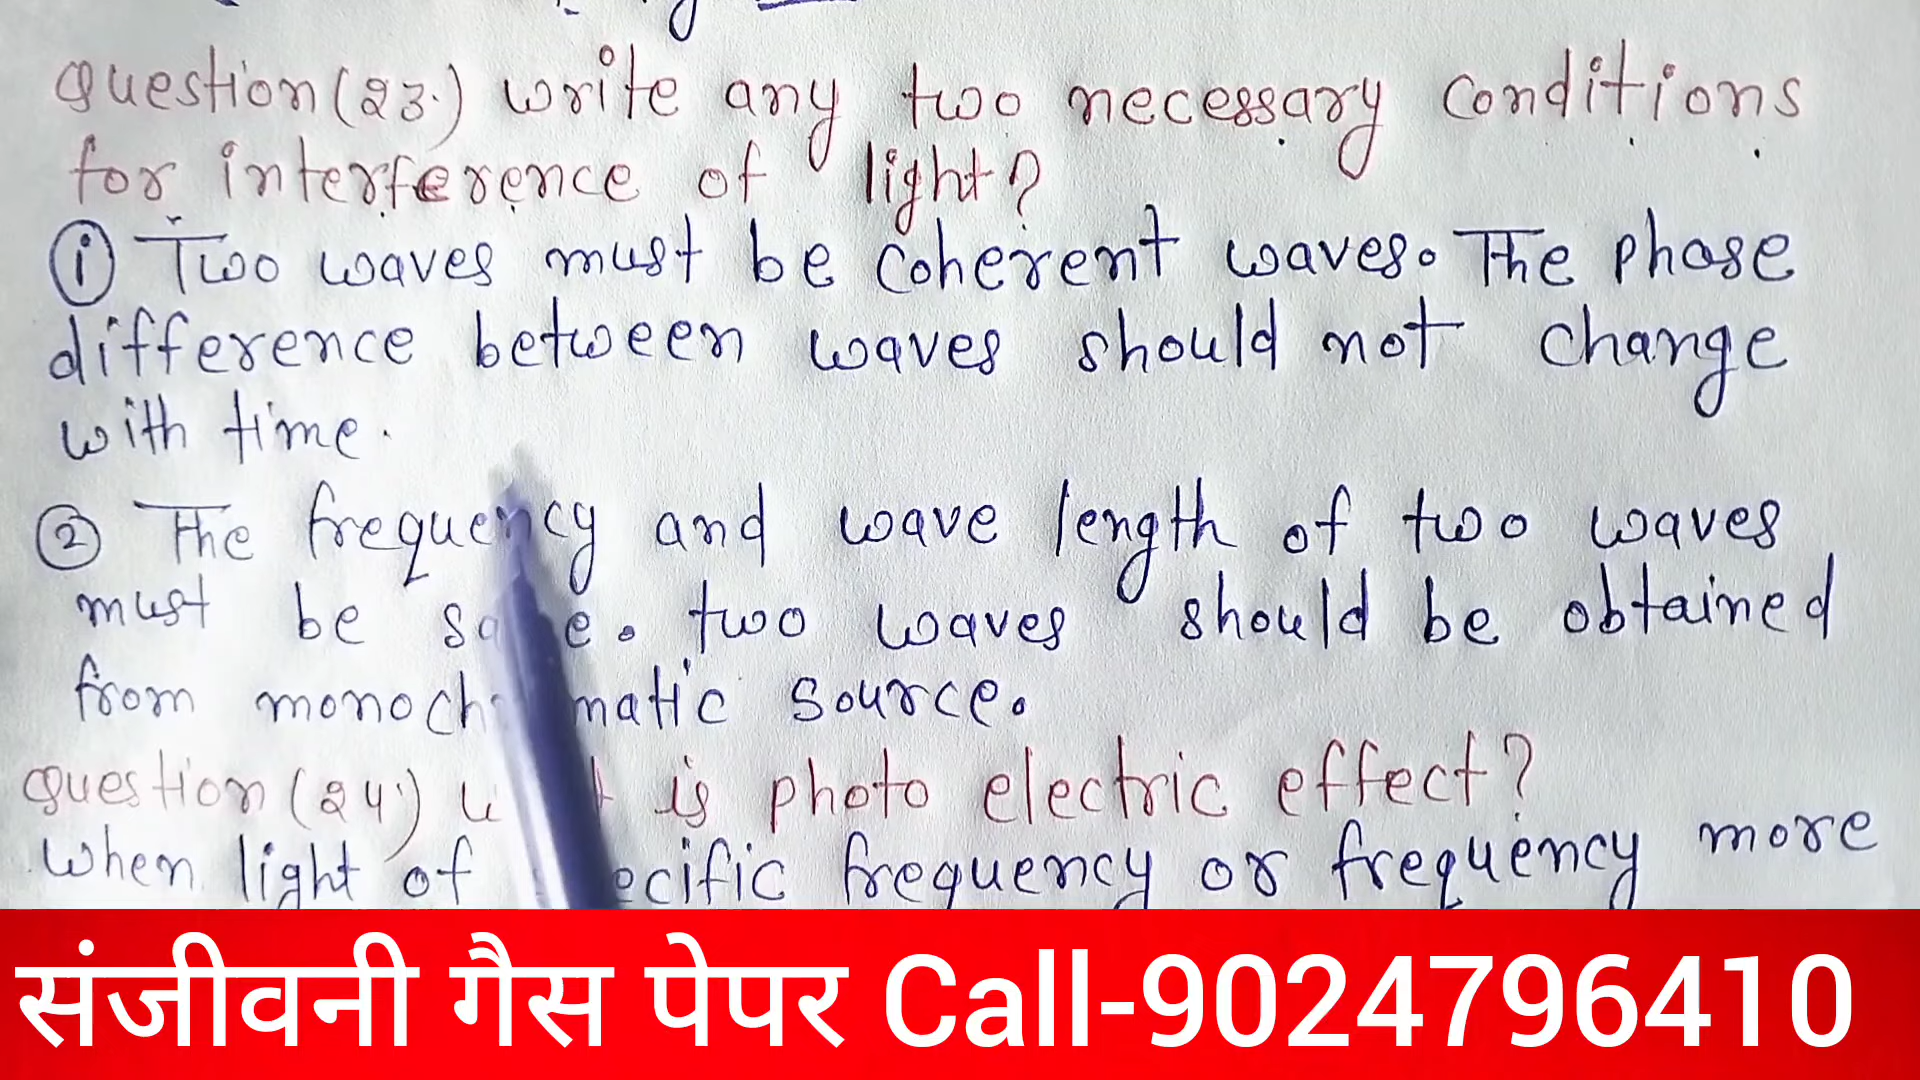 Question (23.) write any two necessary conditions
for interference of light?
① Two waves must be coherent waves. The phase
difference between waves should not change
with time.
② The frequency and wave length of two waves
must be two waves should be obtained
from source.
Question (24) is photo electric effect?
When light of frequency or frequency more
संजीवनी गैस पेपर Call-9024796410